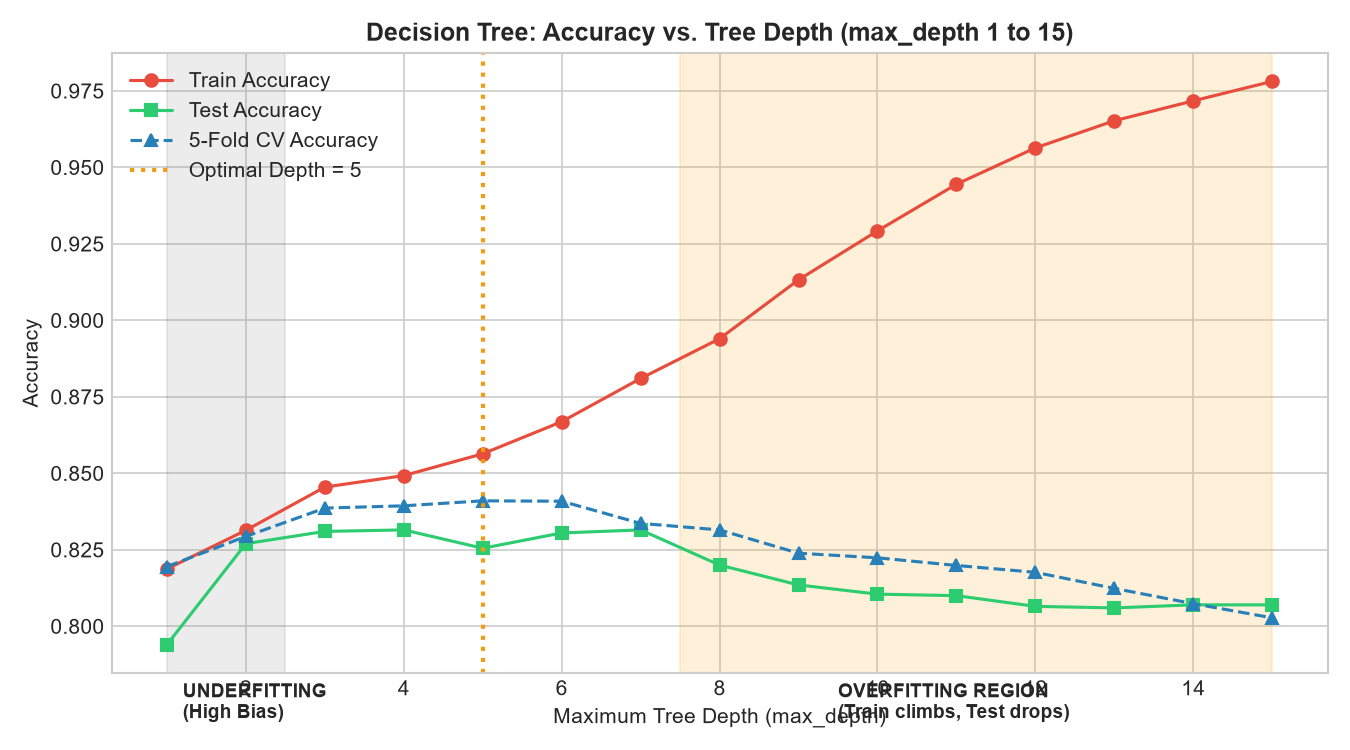 Decision Tree: Accuracy vs. Tree Depth (max_depth 1 to 15)
Train Accuracy
Test Accuracy
5-Fold CV Accuracy
Optimal Depth = 5
Accuracy
0.975
0.950
0.925
0.900
0.875
0.850
0.825
0.800
2 4 6 8 10 12 14
UNDERFITTING
(High Bias)
Maximum Tree Depth (max_depth)
OVERFITTING REGION
(Train climbs, Test drops)